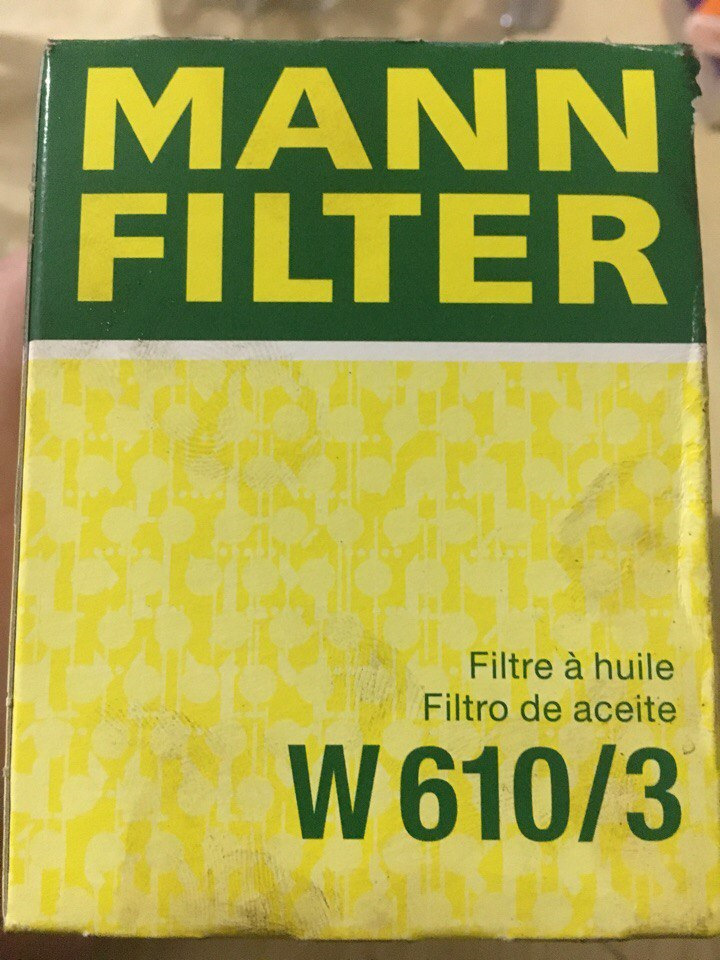 MANN
FILTER
Filtre à huile
Filtro de aceite
W 610/3